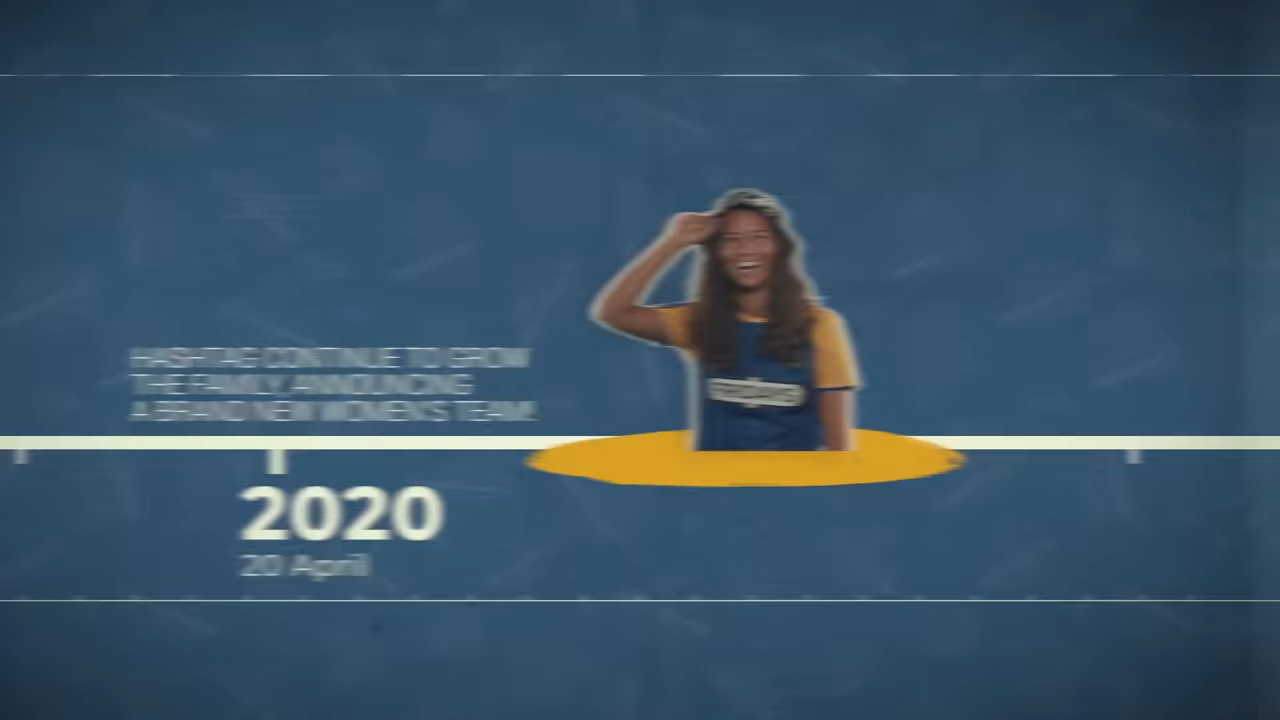 HASHTAG CONTINUE TO GROW
THE FAMILY ANNOUNCING
A BRAND NEW WOMEN'S TEAM!
2020
20 April